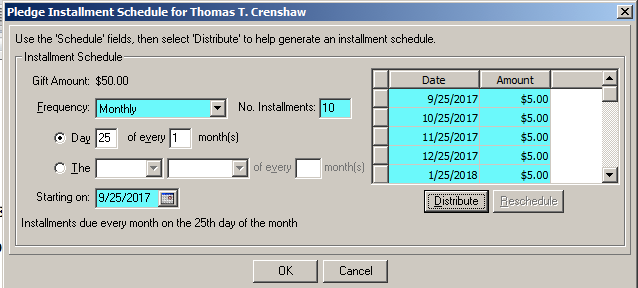 Pledge Installment Schedule for Thomas T. Crenshaw
Use the 'Schedule' fields, then select 'Distribute' to help generate an installment schedule.
Installment Schedule
Gift Amount: $50.00
Frequency: Monthly No. Installments: 10
Day 25 of every 1 month(s)
The of every month(s)
Starting on: 9/25/2017
Installments due every month on the 25th day of the month
Date Amount
9/25/2017 $5.00
10/25/2017 $5.00
11/25/2017 $5.00
12/25/2017 $5.00
1/25/2018 $5.00
Distribute Reschedule
OK Cancel